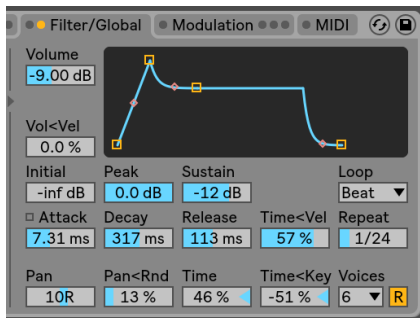 Filter/Global Modulation MIDI
Volume
-9.00 dB
Vol<Vel
0.0 %
Initial Peak Sustain Loop
-inf dB 0.0 dB -12 dB Beat
Attack Decay Release Time<Vel Repeat
7.31 ms 317 ms 113 ms 57 % 1/24
Pan Pan<Rnd Time Time<Key Voices
10R 13 % 46 % -51 % 6 R